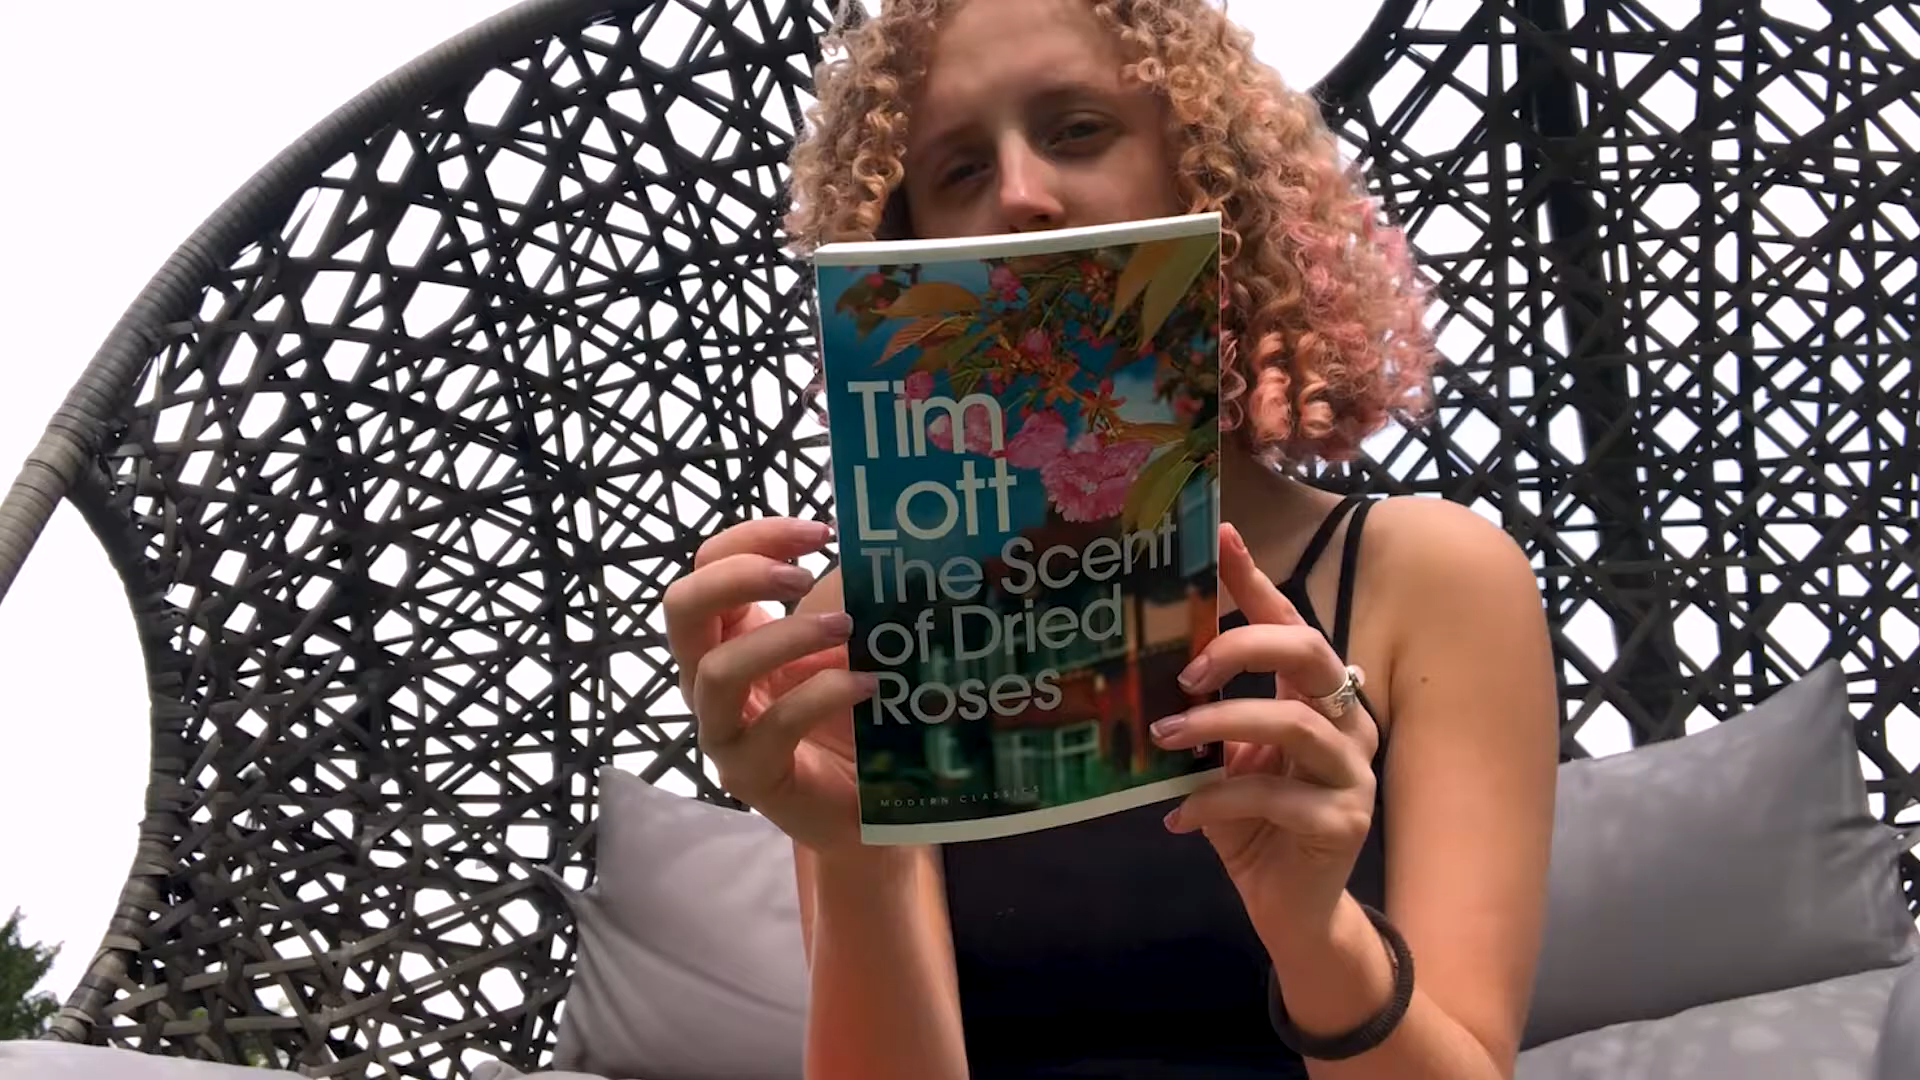 Tim
Lott
The Scent
of Dried
Roses
MODERN CLASSICS